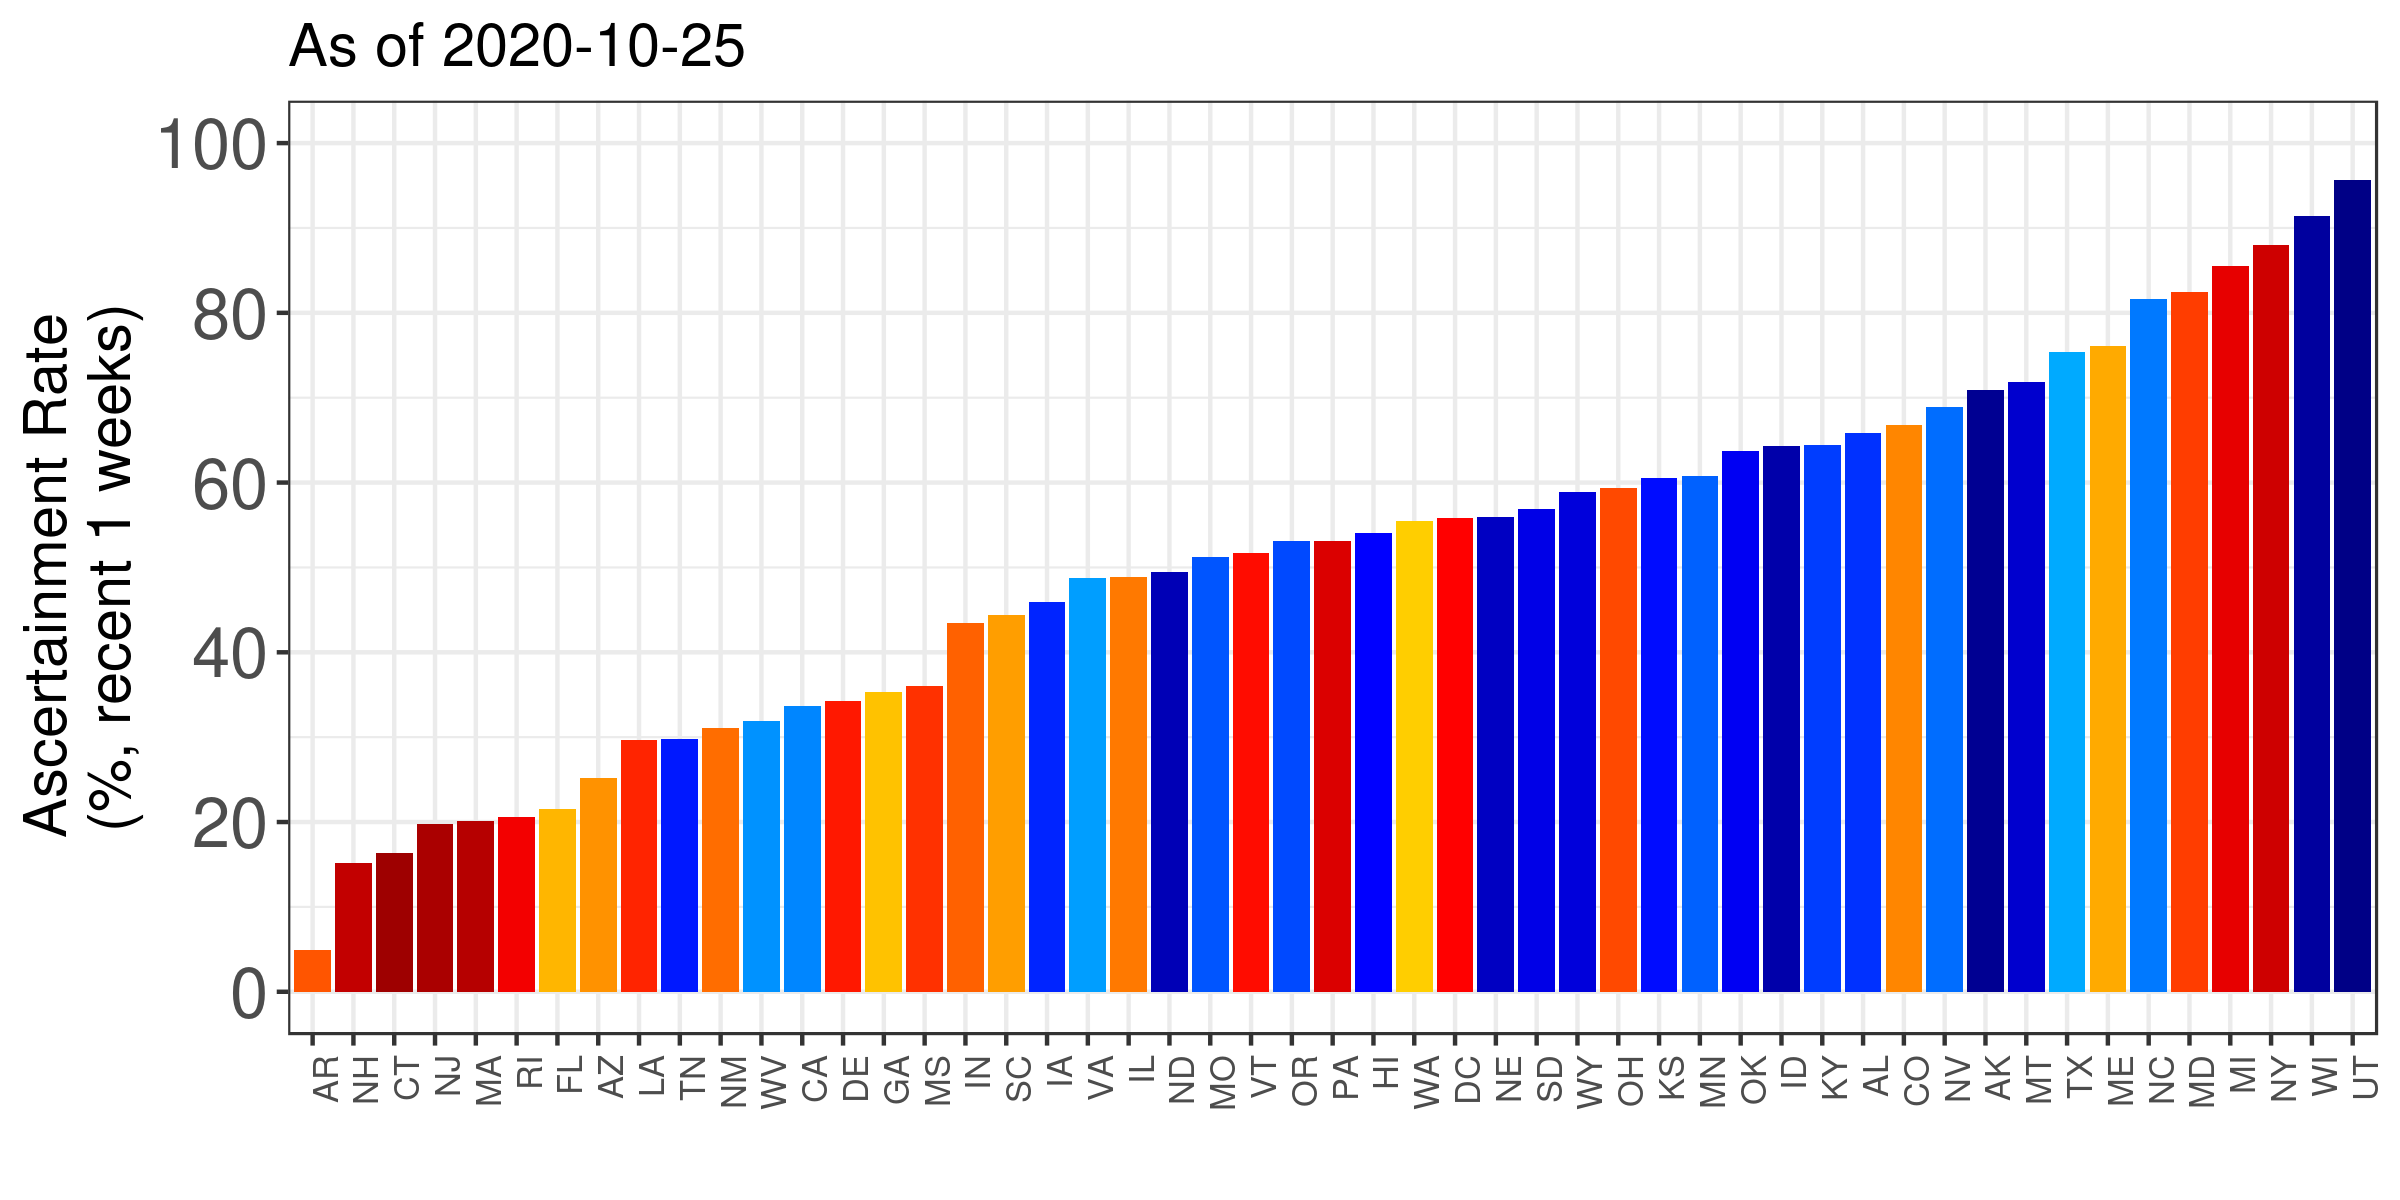 As of 2020-10-25
Ascertainment Rate
(%, recent 1 weeks)
100
80
60
40
20
0
AR NH CT NJ MA RI FL AZ LA TN NM WV CA DE GA MS IN SC IA VA IL ND MO VT OR PA HI WA DC NE SD WY OH KS MN OK ID KY AL CO NV AK MT TX ME NC MD MI NY WI UT